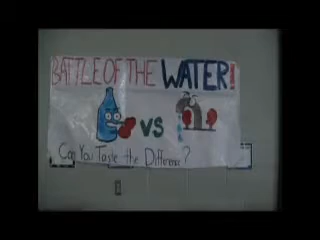 BATTLE OF THE WATER!
VS
Can You Taste the Difference?